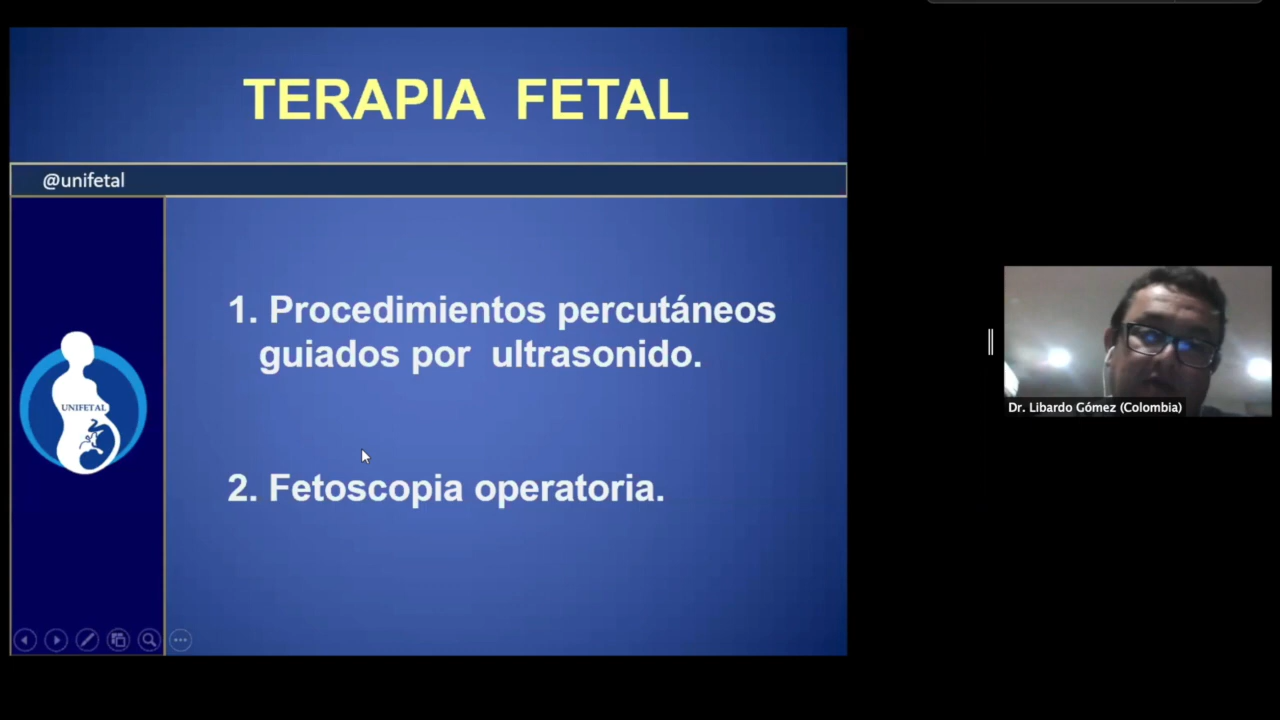 TERAPIA FETAL
@unifetal
1. Procedimientos percutáneos
guiados por ultrasonido.
UNIFETAL
2. Fetoscopia operatoria.
Dr. Libardo Gómez (Colombia)